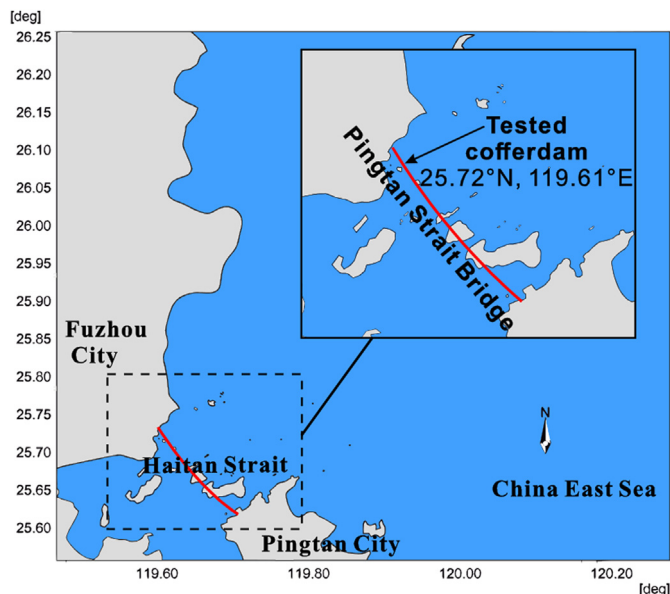 [deg]
26.25
26.20
26.15
26.10
26.05
26.00
25.95
25.90
25.85
25.80
25.75
25.70
25.65
25.60
Tested
cofferdam
25.72°N, 119.61°E
Pingtan Strait Bridge
Fuzhou
City
Haitan Strait
N
China East Sea
Pingtan City
119.60
119.80
120.00
120.20
[deg]